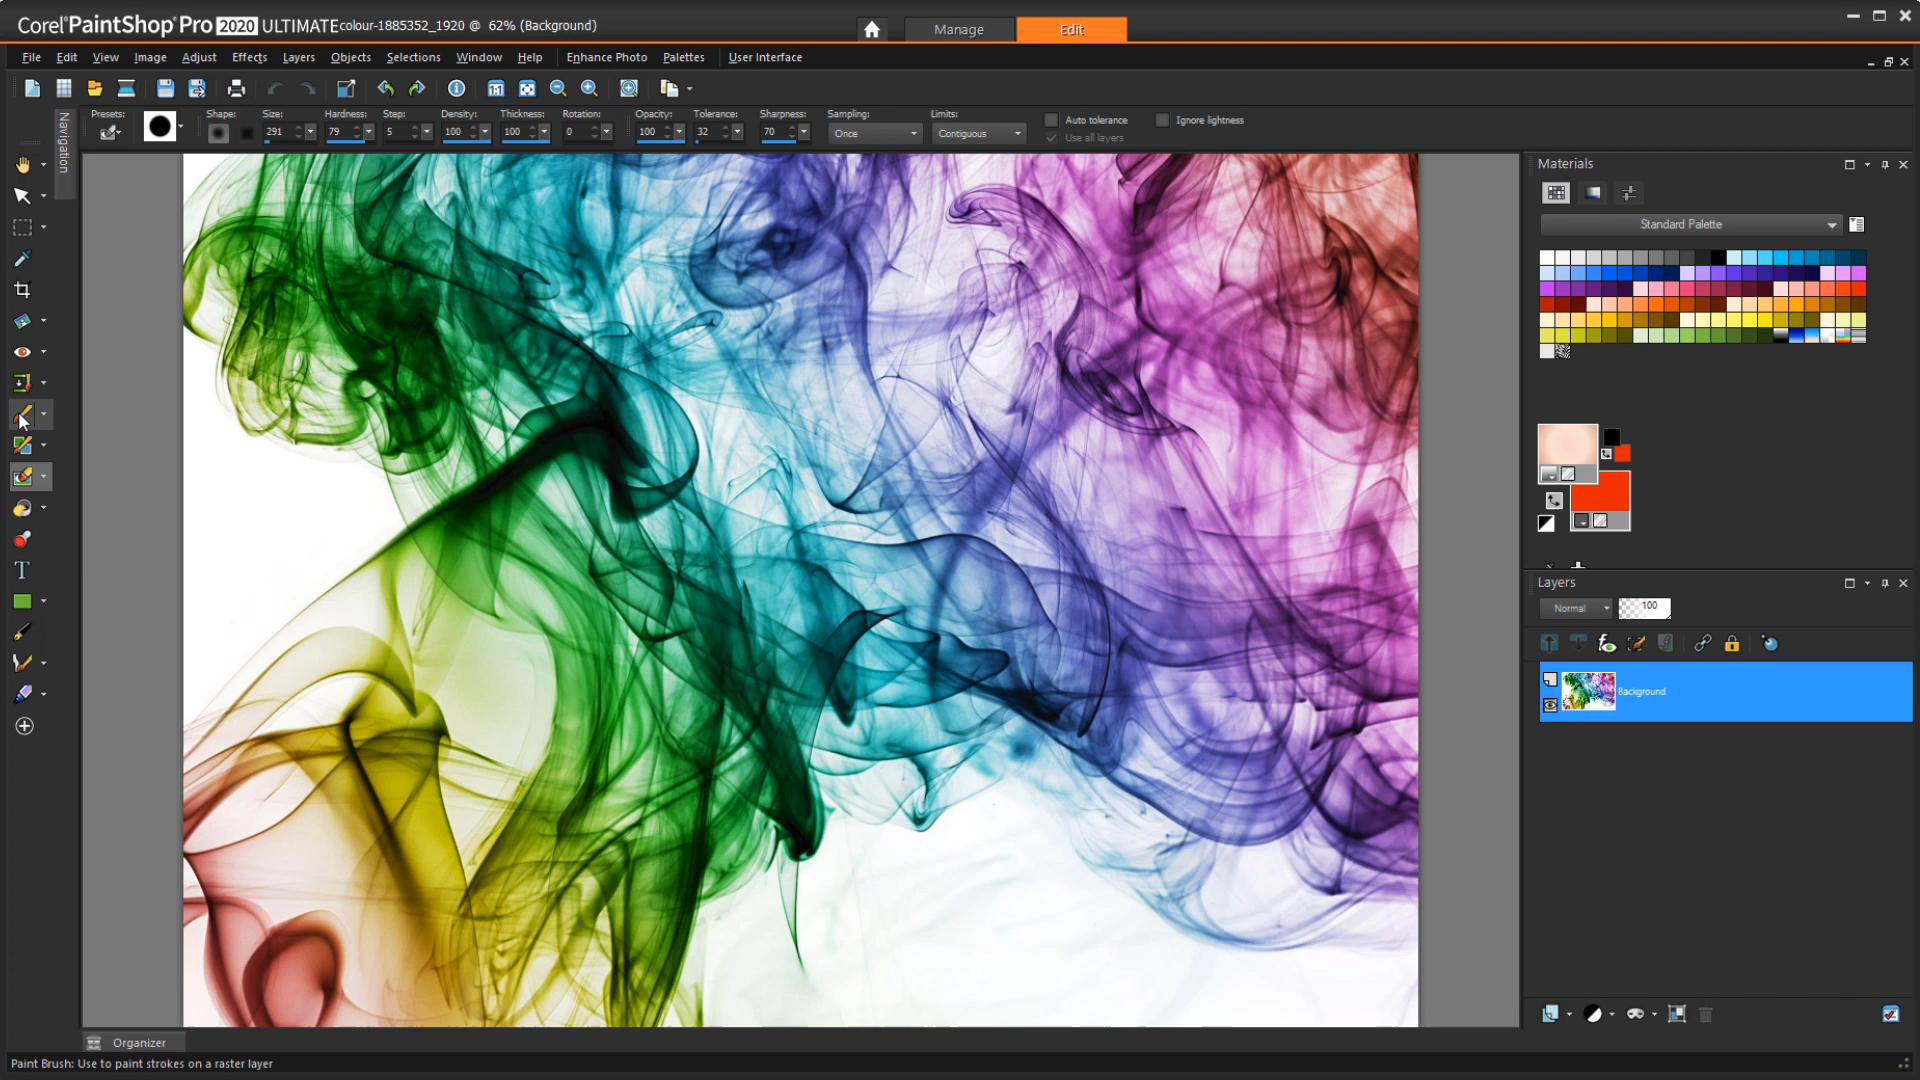 Corel PaintShop Pro 2020 ULTIMATE colour-1885352_1920 @ 62% (Background)
Manage
Edit
File Edit View Image Adjust Effects Layers Objects Selections Window Help Enhance Photo Palettes User Interface
1:1
Presets: Shape: Size: Hardness: Step: Density: Thickness: Rotation: Opacity: Tolerance: Sharpness: Sampling: Limits:
291 79 5 100 100 0 100 32 70 Once Contiguous
Auto tolerance
Ignore lightness
Use all layers
Navigation
Materials
Standard Palette
T
Layers
Normal
100
Background
Organizer
Paint Brush: Use to paint strokes on a raster layer